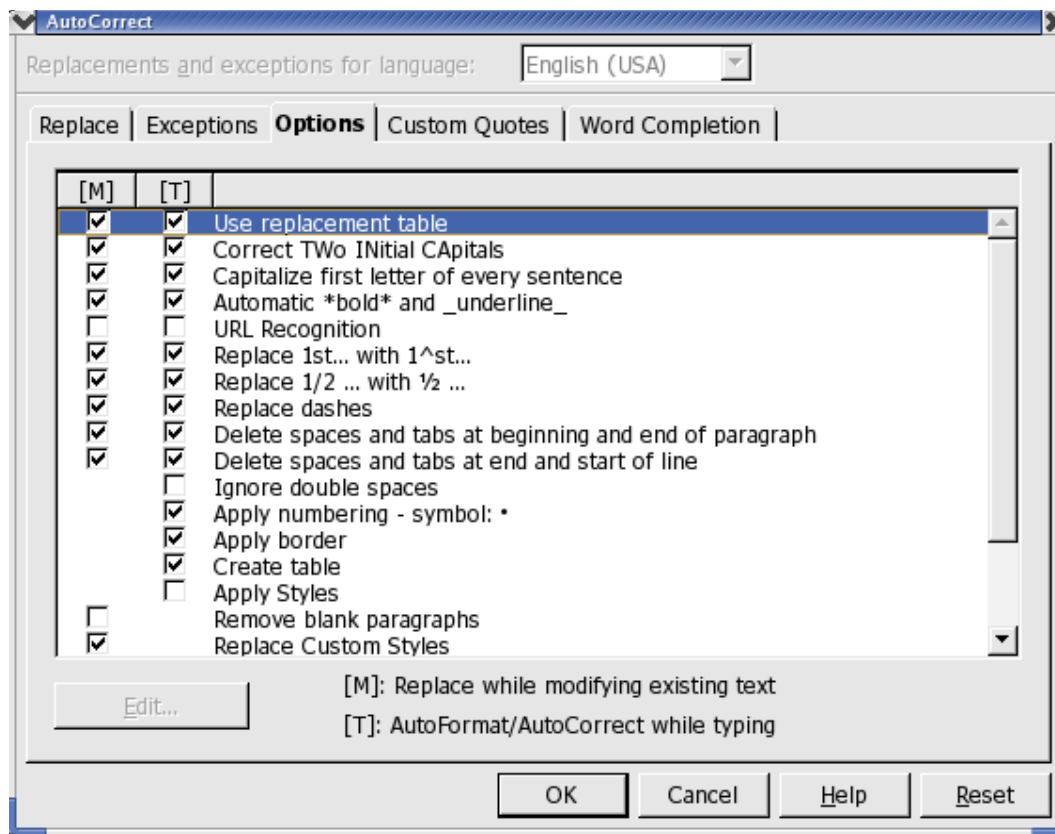 AutoCorrect
Replacements and exceptions for language: English (USA)
Replace Exceptions Options Custom Quotes Word Completion
[M] [T]
Use replacement table
Correct TWo INitial CApitals
Capitalize first letter of every sentence
Automatic *bold* and _underline_
URL Recognition
Replace 1st... with 1^st...
Replace 1/2 ... with ½ ...
Replace dashes
Delete spaces and tabs at beginning and end of paragraph
Delete spaces and tabs at end and start of line
Ignore double spaces
Apply numbering - symbol: •
Apply border
Create table
Apply Styles
Remove blank paragraphs
Replace Custom Styles
[M]: Replace while modifying existing text
Edit...
[T]: AutoFormat/AutoCorrect while typing
OK Cancel Help Reset